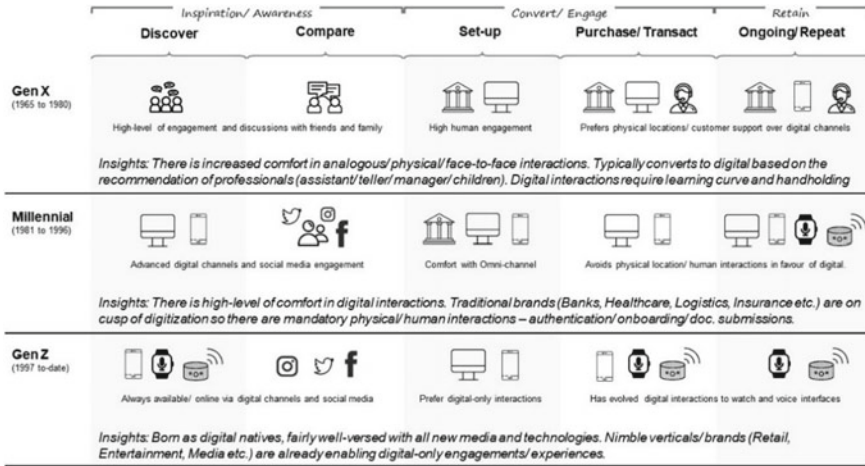 Inspiration/ Awareness
Convert/ Engage
Retain
Discover
Compare
Set-up
Purchase/ Transact
Ongoing/ Repeat
Gen X
(1965 to 1980)
High-level of engagement and discussions with friends and family
High human engagement
Prefers physical locations/ customer support over digital channels
Insights: There is increased comfort in analogous/ physical/ face-to-face interactions. Typically converts to digital based on the
recommendation of professionals (assistant/ teller/ manager/ children). Digital interactions require learning curve and handholding
Millennial
(1981 to 1996)
Advanced digital channels and social media engagement
Comfort with Omni-channel
Avoids physical location/ human interactions in favour of digital.
Insights: There is high-level of comfort in digital interactions. Traditional brands (Banks, Healthcare, Logistics, Insurance etc.) are on
cusp of digitization so there are mandatory physical/ human interactions – authentication/ onboarding/ doc. submissions.
Gen Z
(1997 to-date)
Always available/ online via digital channels and social media
Prefer digital-only interactions
Has evolved digital interactions to watch and voice interfaces
Insights: Born as digital natives, fairly well-versed with all new media and technologies. Nimble verticals/ brands (Retail,
Entertainment, Media etc.) are already enabling digital-only engagements/ experiences.